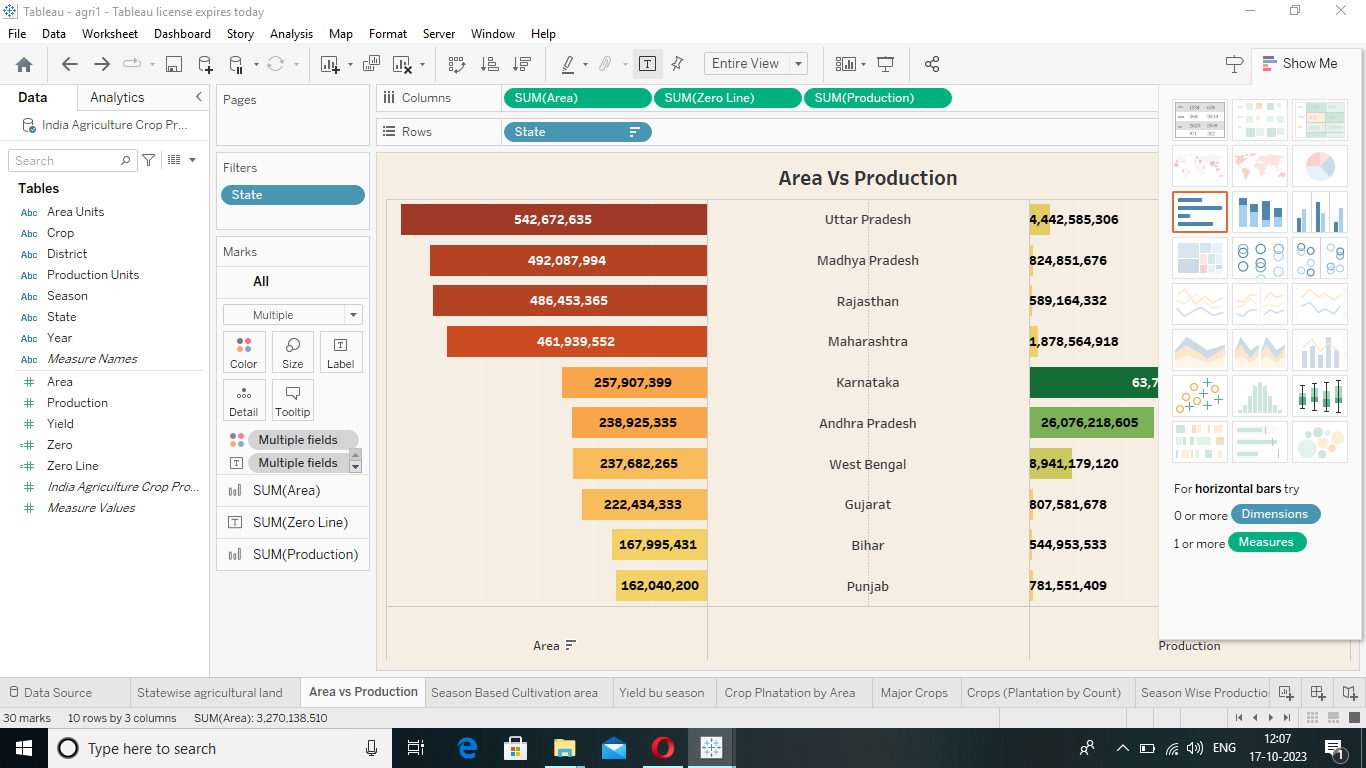 Tableau - agri1 - Tableau license expires today
File Data Worksheet Dashboard Story Analysis Map Format Server Window Help
Entire View
Show Me
Data Analytics
India Agriculture Crop Pr...
Search
Tables
Abc Area Units
Abc Crop
Abc District
Abc Production Units
Abc Season
Abc State
Abc Year
Abc Measure Names
# Area
# Production
# Yield
=# Zero
=# Zero Line
# India Agriculture Crop Pro...
# Measure Values
Pages
Filters
State
Marks
All
Multiple
Color Size Label
Detail Tooltip
Multiple fields
Multiple fields
SUM(Area)
SUM(Zero Line)
SUM(Production)
Columns SUM(Area) SUM(Zero Line) SUM(Production)
Rows State
Area Vs Production
542,672,635 Uttar Pradesh 4,442,585,306
492,087,994 Madhya Pradesh 824,851,676
486,453,365 Rajasthan 589,164,332
461,939,552 Maharashtra 1,878,564,918
257,907,399 Karnataka 63,7
238,925,335 Andhra Pradesh 26,076,218,605
237,682,265 West Bengal 8,941,179,120
222,434,333 Gujarat 807,581,678
167,995,431 Bihar 544,953,533
162,040,200 Punjab 781,551,409
Area Production
For horizontal bars try
0 or more Dimensions
1 or more Measures
Data Source Statewise agricultural land Area vs Production Season Based Cultivation area Yield bu season Crop Plnatation by Area Major Crops Crops (Plantation by Count) Season Wise Productio
30 marks 10 rows by 3 columns SUM(Area): 3,270,138,510
Type here to search
ENG
12:07
17-10-2023
1